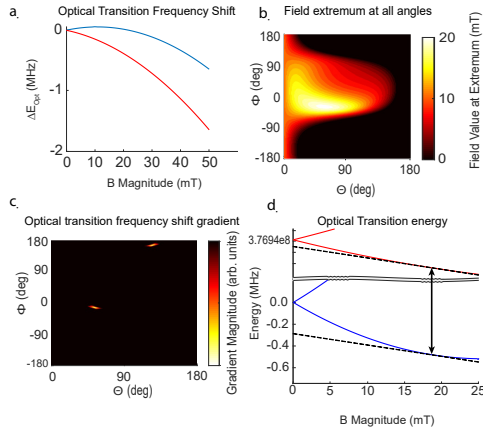 a.
Optical Transition Frequency Shift
0
-1
-2
ΔE_Opt (MHz)
0 10 20 30 40 50
B Magnitude (mT)
b.
Field extremum at all angles
180
90
0
-90
-180
Φ (deg)
0 90 180
Θ (deg)
20
15
10
5
0
Field Value at Extremum (mT)
c.
Optical transition frequency shift gradient
180
90
0
-90
-180
Φ (deg)
0 90 180
Θ (deg)
Gradient Magnitude (arb. units)
d.
Optical Transition energy
3.7694e8
0.0
-0.2
-0.4
-0.6
Energy (MHz)
0 5 10 15 20 25
B Magnitude (mT)